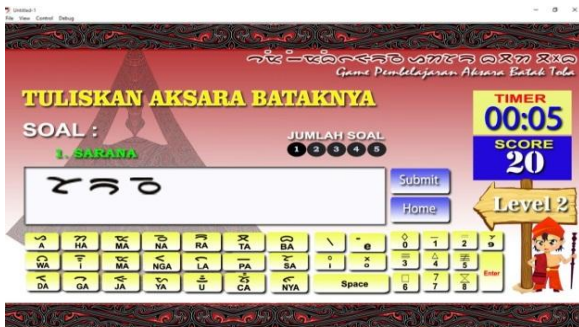 Untitled-1
File View Control Debug
Game Pembelajaran Aksara Batak Toba
TULISKAN AKSARA BATAKNYA
TIMER
00:05
SOAL :
JUMLAH SOAL
1 2 3 4 5
SCORE
20
1. SARANA
ᯘᯒᯉ
Submit
Home
Level 2
A HA MA NA RA TA BA \ e 0 1 2 9
WA I MA NGA LA PA SA i o 3 4 5 Enter
DA GA JA YA U CA NYA Space 6 7 8